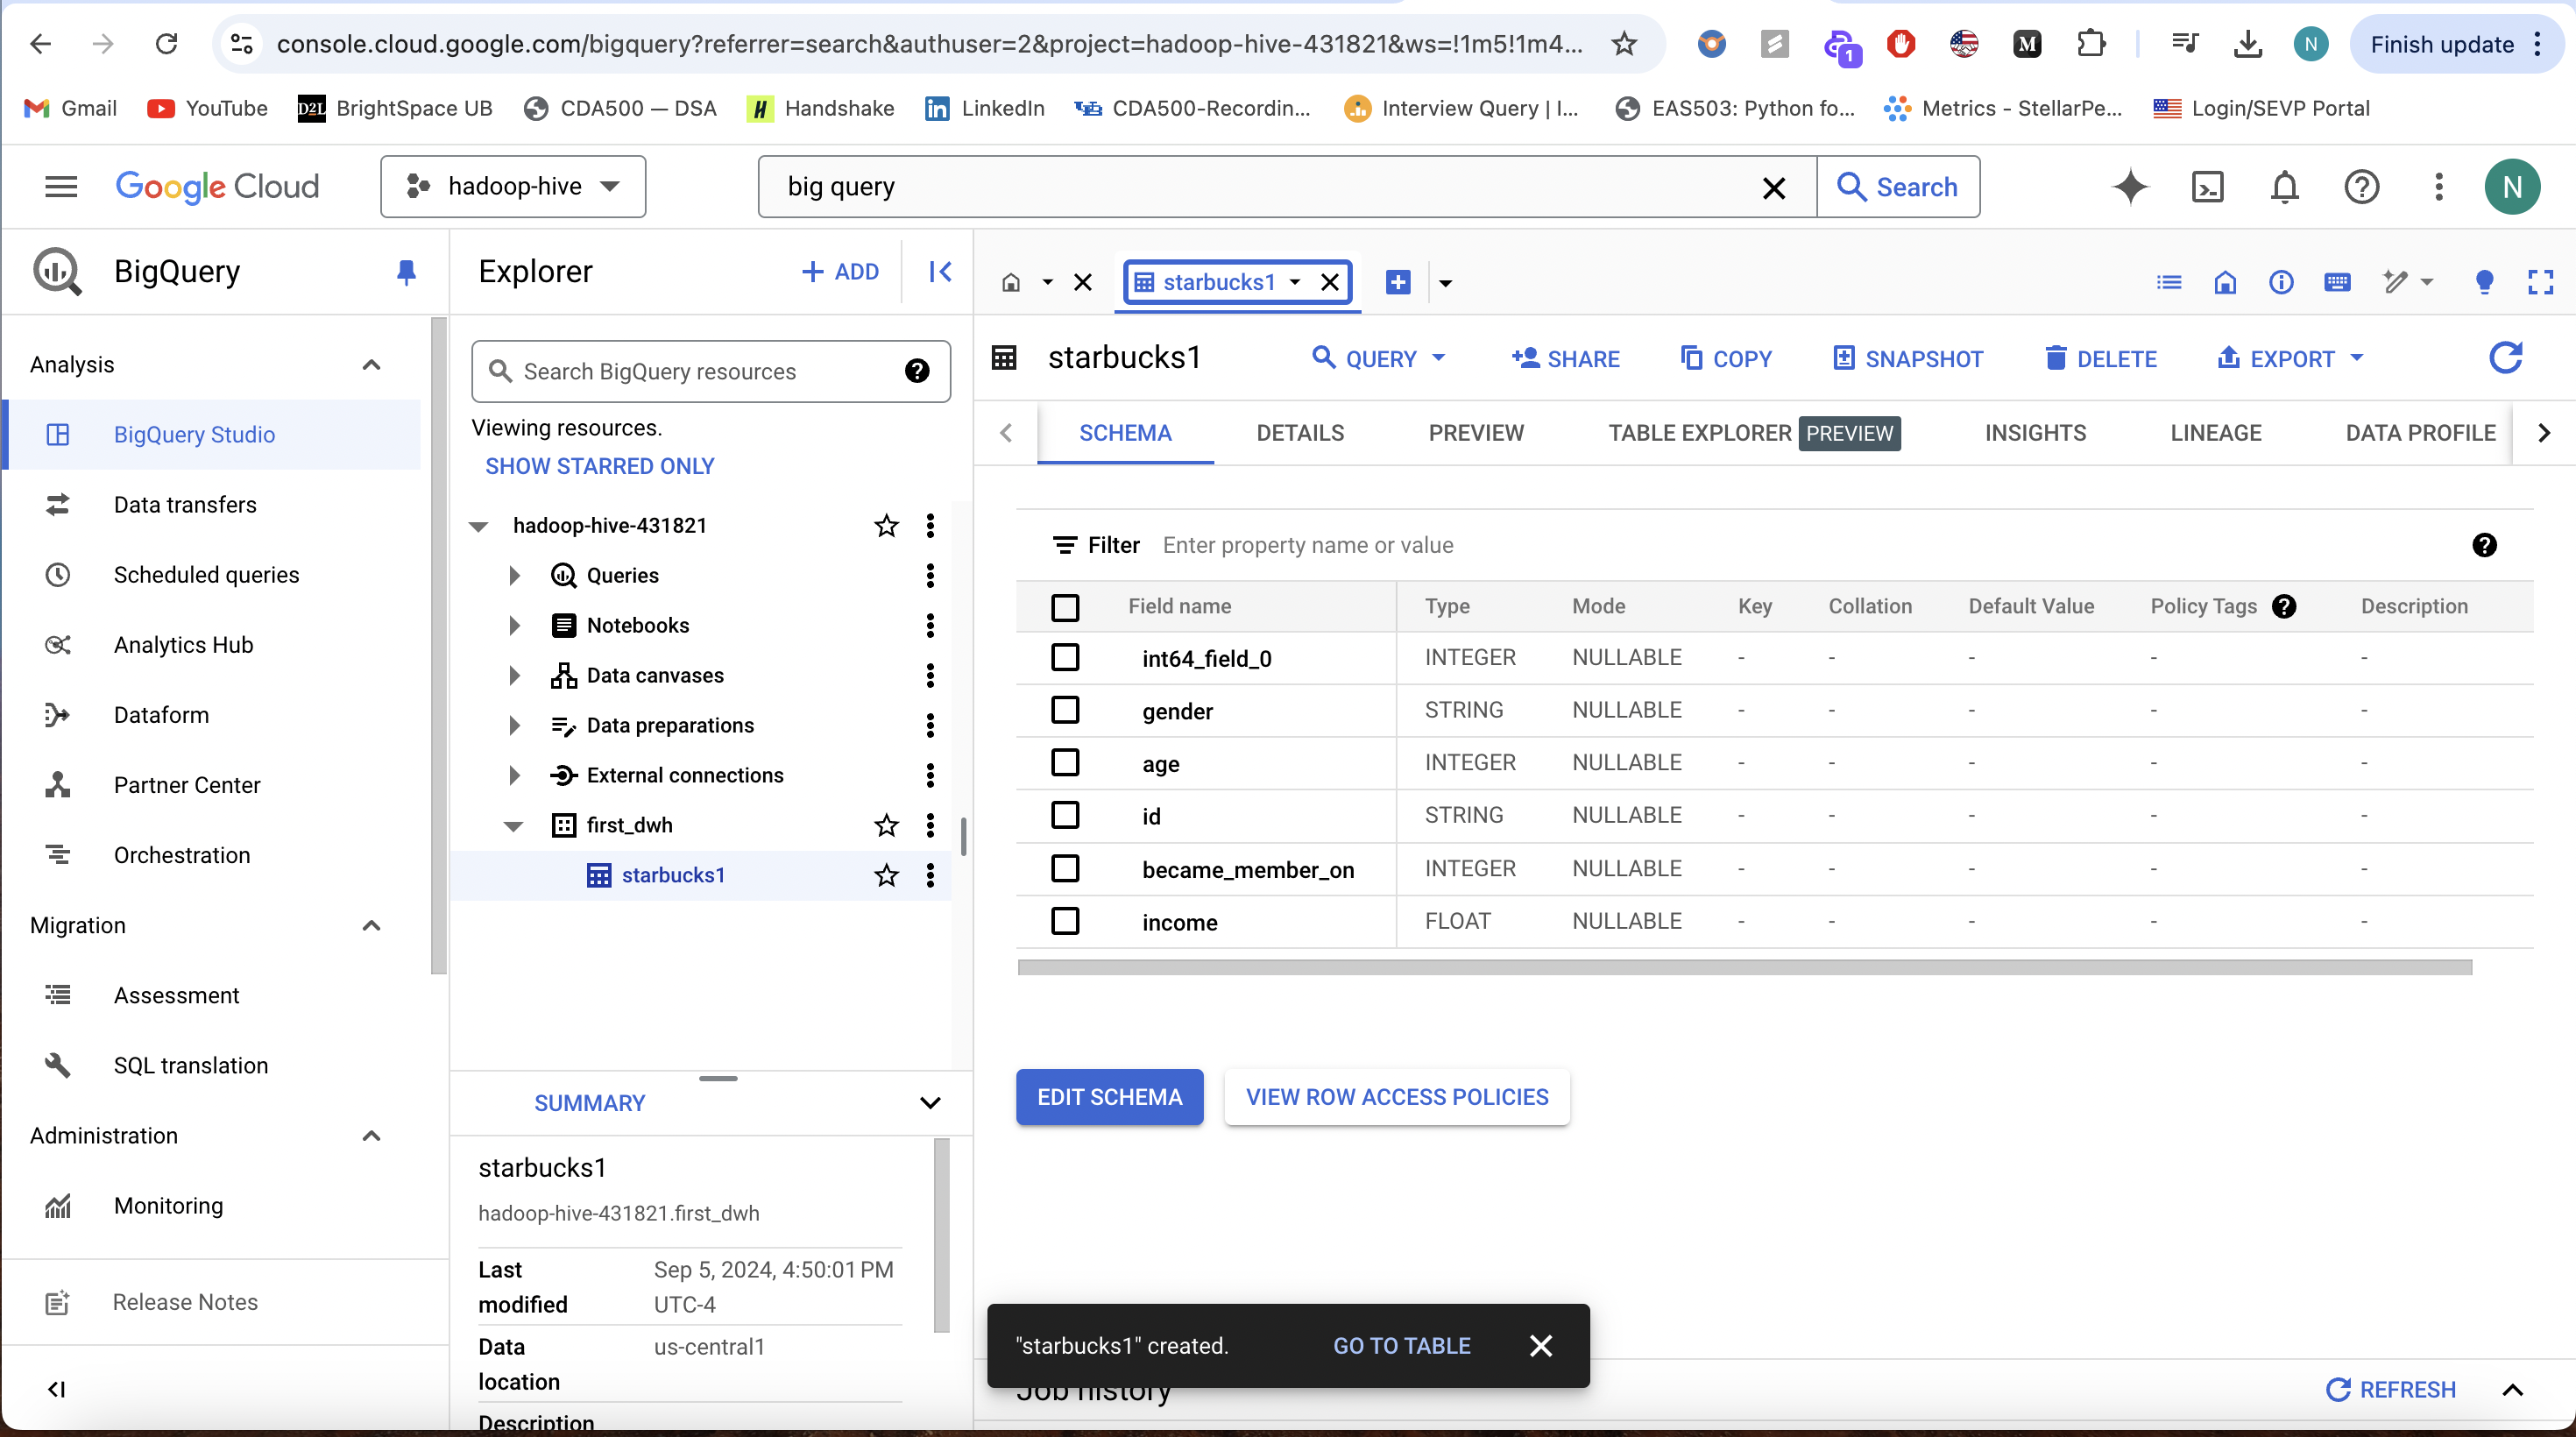 console.cloud.google.com/bigquery?referrer=search&authuser=2&project=hadoop-hive-431821&ws=!1m5!1m4...
1
M
N
Finish update
Gmail
YouTube
D2L BrightSpace UB
CDA500 — DSA
H Handshake
in LinkedIn
UB CDA500-Recordin...
Interview Query | I...
EAS503: Python fo...
Metrics - StellarPe...
Login/SEVP Portal
Google Cloud
hadoop-hive
big query
Search
N
BigQuery
Analysis
BigQuery Studio
Data transfers
Scheduled queries
Analytics Hub
Dataform
Partner Center
Orchestration
Migration
Assessment
SQL translation
Administration
Monitoring
Release Notes
Explorer
+ ADD
Search BigQuery resources
Viewing resources.
SHOW STARRED ONLY
hadoop-hive-431821
Queries
Notebooks
Data canvases
Data preparations
External connections
first_dwh
starbucks1
SUMMARY
starbucks1
hadoop-hive-431821.first_dwh
Last modified Sep 5, 2024, 4:50:01 PM UTC-4
Data location us-central1
Description
starbucks1
starbucks1
QUERY
SHARE
COPY
SNAPSHOT
DELETE
EXPORT
SCHEMA DETAILS PREVIEW TABLE EXPLORER PREVIEW INSIGHTS LINEAGE DATA PROFILE
Filter Enter property name or value
Field name Type Mode Key Collation Default Value Policy Tags Description
int64_field_0 INTEGER NULLABLE - - - - -
gender STRING NULLABLE - - - - -
age INTEGER NULLABLE - - - - -
id STRING NULLABLE - - - - -
became_member_on INTEGER NULLABLE - - - - -
income FLOAT NULLABLE - - - - -
EDIT SCHEMA
VIEW ROW ACCESS POLICIES
"starbucks1" created. GO TO TABLE
Job history
REFRESH